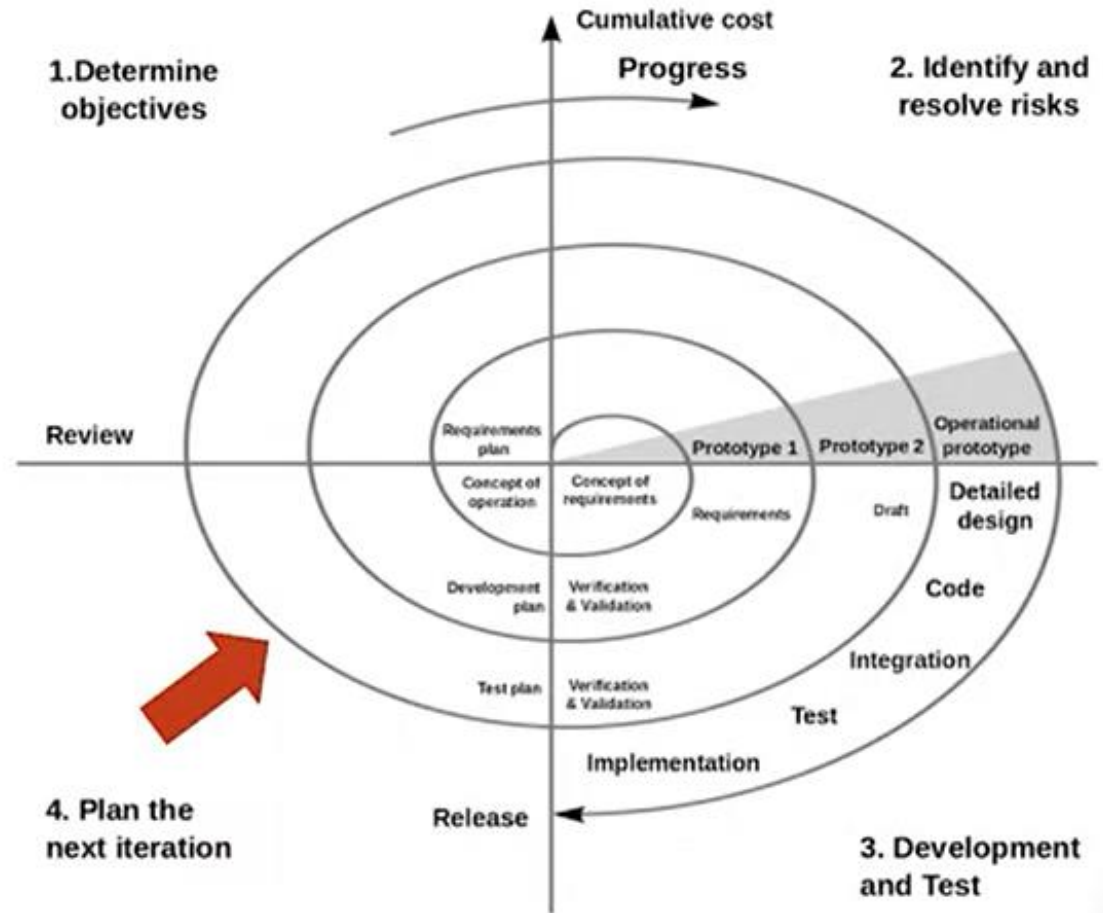 Cumulative cost
Progress
1.Determine
objectives
2. Identify and
resolve risks
Review
Requirements
plan
Prototype 1
Prototype 2
Operational
prototype
Concept of
operation
Concept of
requirements
Requirements
Draft
Detailed
design
Development
plan
Verification
& Validation
Code
Integration
Test plan
Verification
& Validation
Test
Implementation
Release
4. Plan the
next iteration
3. Development
and Test